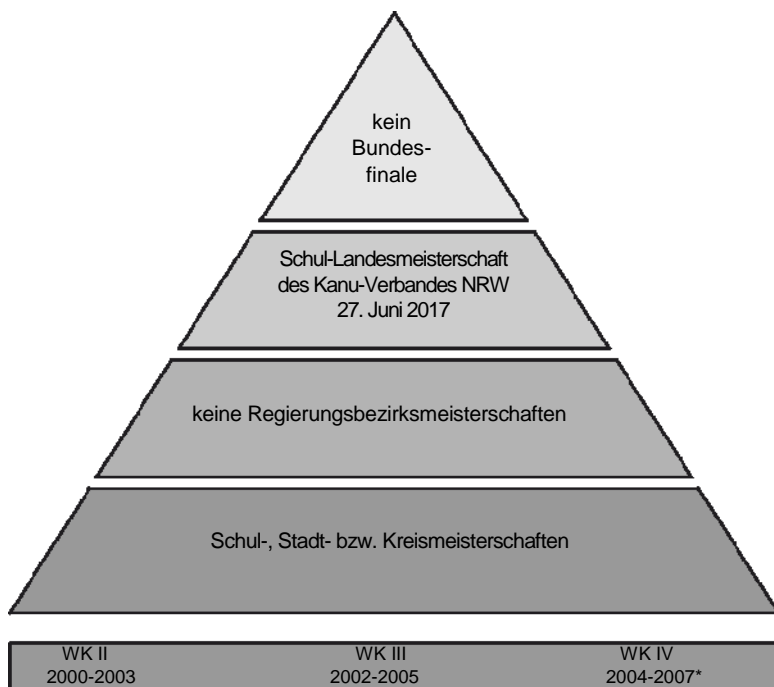 kein
Bundes-
finale
Schul-Landesmeisterschaft
des Kanu-Verbandes NRW
27. Juni 2017
keine Regierungsbezirksmeisterschaften
Schul-, Stadt- bzw. Kreismeisterschaften
WK II WK III WK IV
2000-2003 2002-2005 2004-2007*